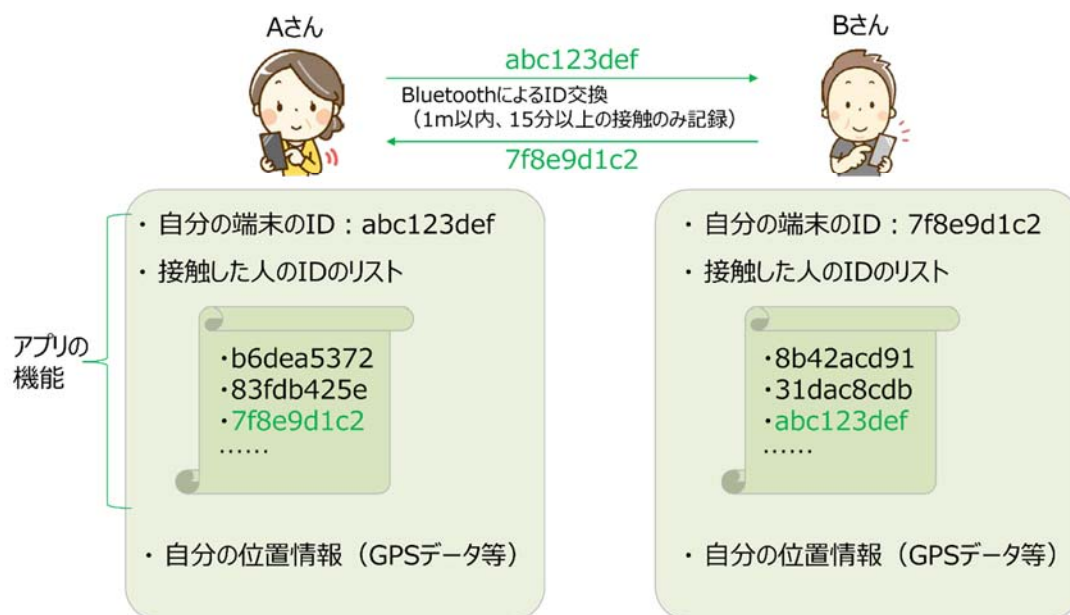 Aさん
Bさん
abc123def
BluetoothによるID交換
（1m以内、15分以上の接触のみ記録）
7f8e9d1c2
アプリの
機能
・自分の端末のID：abc123def
・接触した人のIDのリスト
・b6dea5372
・83fdb425e
・7f8e9d1c2
……
・自分の位置情報（GPSデータ等）
・自分の端末のID：7f8e9d1c2
・接触した人のIDのリスト
・8b42acd91
・31dac8cdb
・abc123def
……
・自分の位置情報（GPSデータ等）